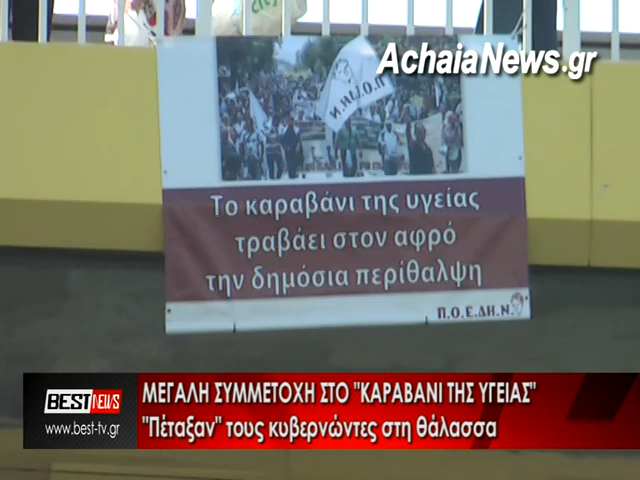 AchaiaNews.gr
Π.Ο.ΕΔΗ.Ν
Το καραβάνι της υγείας
τραβάει στον αφρό
την δημόσια περίθαλψη
Π.Ο.Ε.ΔΗ.Ν
BEST NEWS
www.best-tv.gr
ΜΕΓΑΛΗ ΣΥΜΜΕΤΟΧΗ ΣΤΟ "ΚΑΡΑΒΑΝΙ ΤΗΣ ΥΓΕΙΑΣ"
"Πέταξαν" τους κυβερνώντες στη θάλασσα